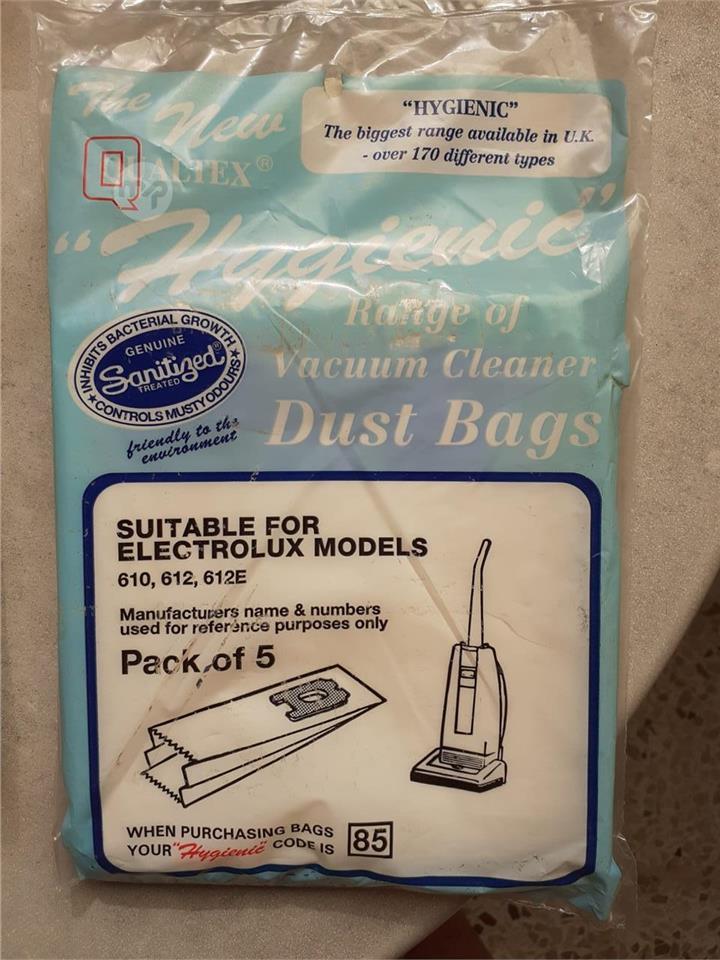 The New
QUALTEX®
"HYGIENIC"
The biggest range available in U.K.
- over 170 different types
"Hygienic"
Range of
Vacuum Cleaner
Dust Bags
INHIBITS BACTERIAL GROWTH
GENUINE
Sanitized®
TREATED
★ CONTROLS MUSTY ODOURS ★
friendly to the
environment
SUITABLE FOR
ELECTROLUX MODELS
610, 612, 612E
Manufacturers name & numbers
used for reference purposes only
Pack of 5
WHEN PURCHASING BAGS
YOUR "Hygienic" CODE IS 85